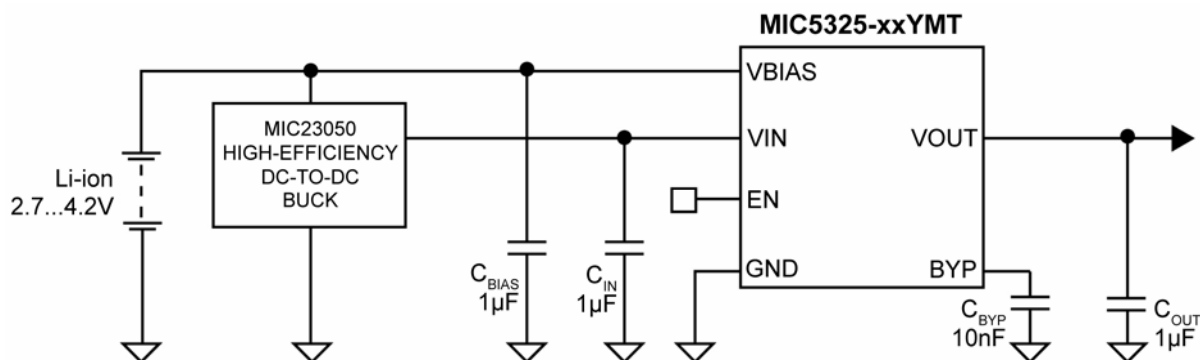 MIC5325-xxYMT
VBIAS
MIC23050
HIGH-EFFICIENCY
DC-TO-DC
BUCK
VIN
VOUT
Li-ion
2.7...4.2V
EN
GND
BYP
CBIAS
1µF
CIN
1µF
CBYP
10nF
COUT
1µF